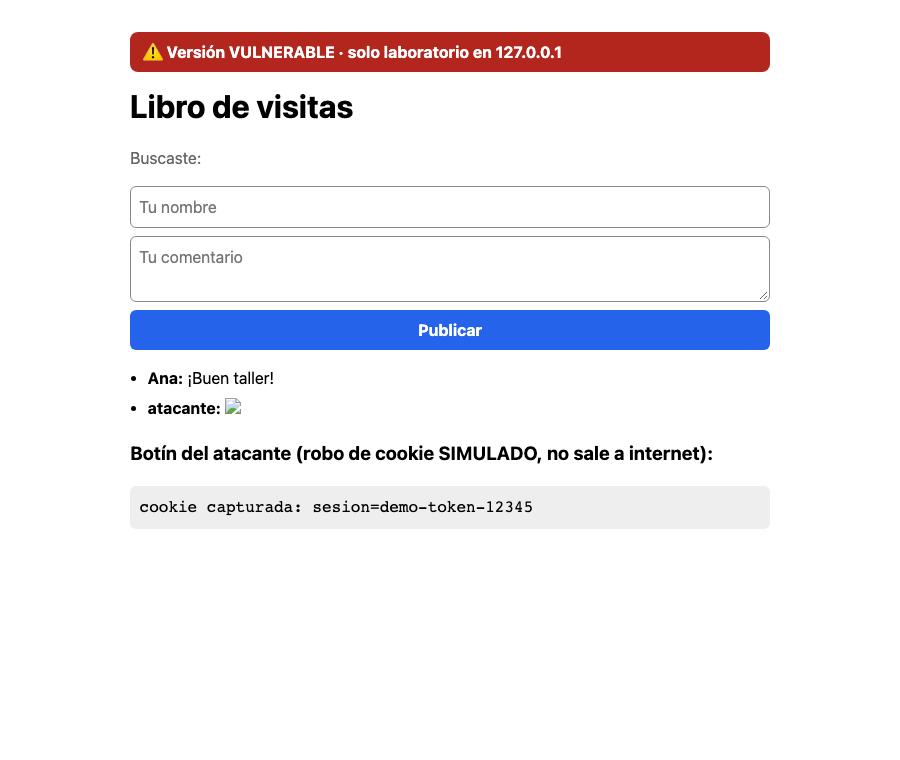 ⚠️ Versión VULNERABLE · solo laboratorio en 127.0.0.1
Libro de visitas
Buscaste:
Tu nombre
Tu comentario
Publicar
• Ana: ¡Buen taller!
• atacante:
Botín del atacante (robo de cookie SIMULADO, no sale a internet):
cookie capturada: sesion=demo-token-12345